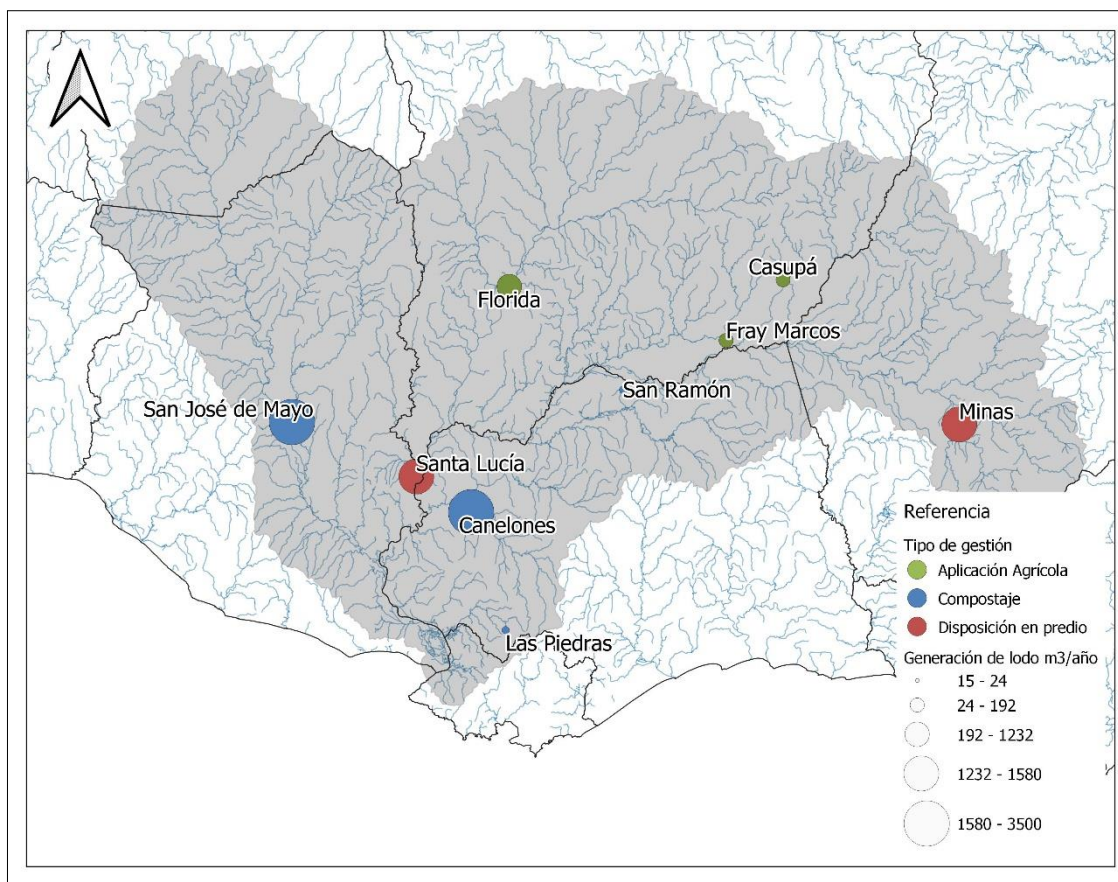 Casupá
Florida
Fray Marcos
San Ramón
San José de Mayo
Minas
Santa Lucía
Canelones
Las Piedras
Referencia
Tipo de gestión
Aplicación Agrícola
Compostaje
Disposición en predio
Generación de lodo m3/año
15 - 24
24 - 192
192 - 1232
1232 - 1580
1580 - 3500